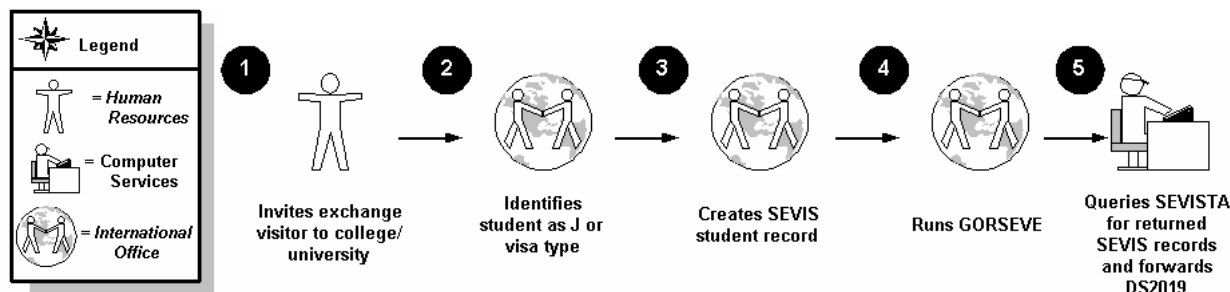 Legend
= Human
Resources
= Computer
Services
= International
Office
1
Invites exchange
visitor to college/
university
2
Identifies
student as J or
visa type
3
Creates SEVIS
student record
4
Runs GORSEVE
5
Queries SEVISTA
for returned
SEVIS records
and forwards
DS2019